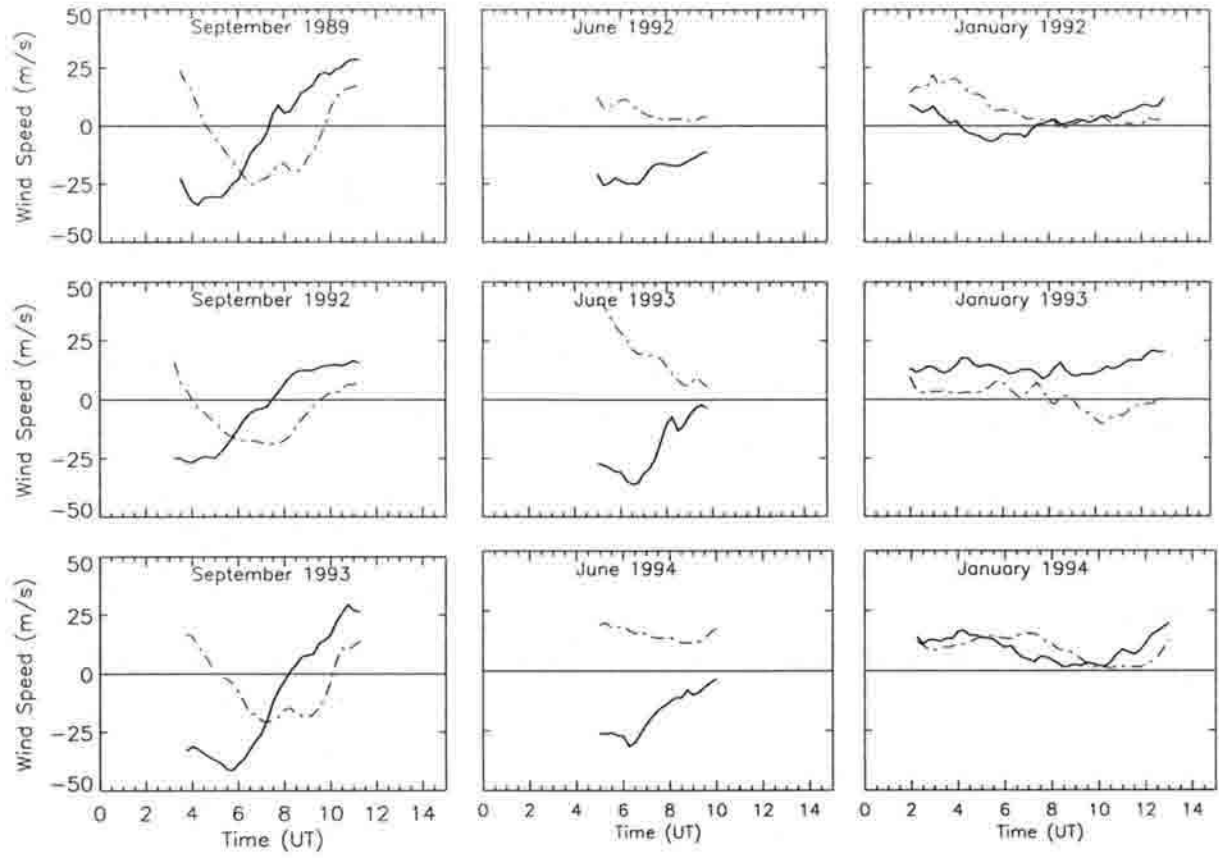 50
September 1989
June 1992
January 1992
Wind Speed (m/s)
25
0
−25
−50
50
September 1992
June 1993
January 1993
Wind Speed (m/s)
25
0
−25
−50
50
September 1993
June 1994
January 1994
Wind Speed (m/s)
25
0
−25
−50
0 2 4 6 8 10 12 14
0 2 4 6 8 10 12 14
2 4 6 8 10 12 14
Time (UT)
Time (UT)
Time (UT)